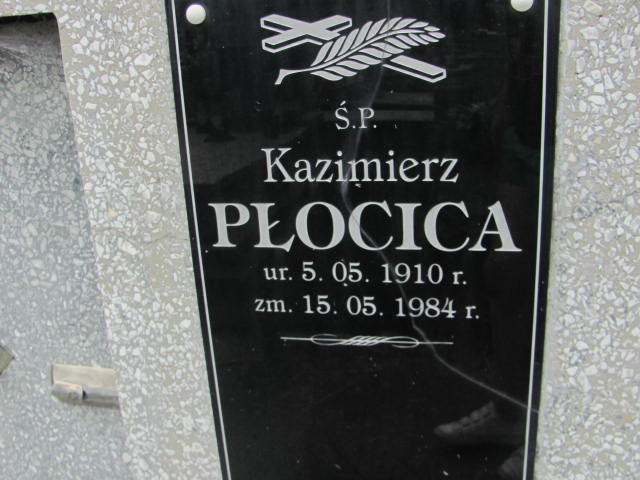 Ś.P.
Kazimierz
PŁOCICA
ur. 5. 05. 1910 r.
zm. 15. 05. 1984 r.